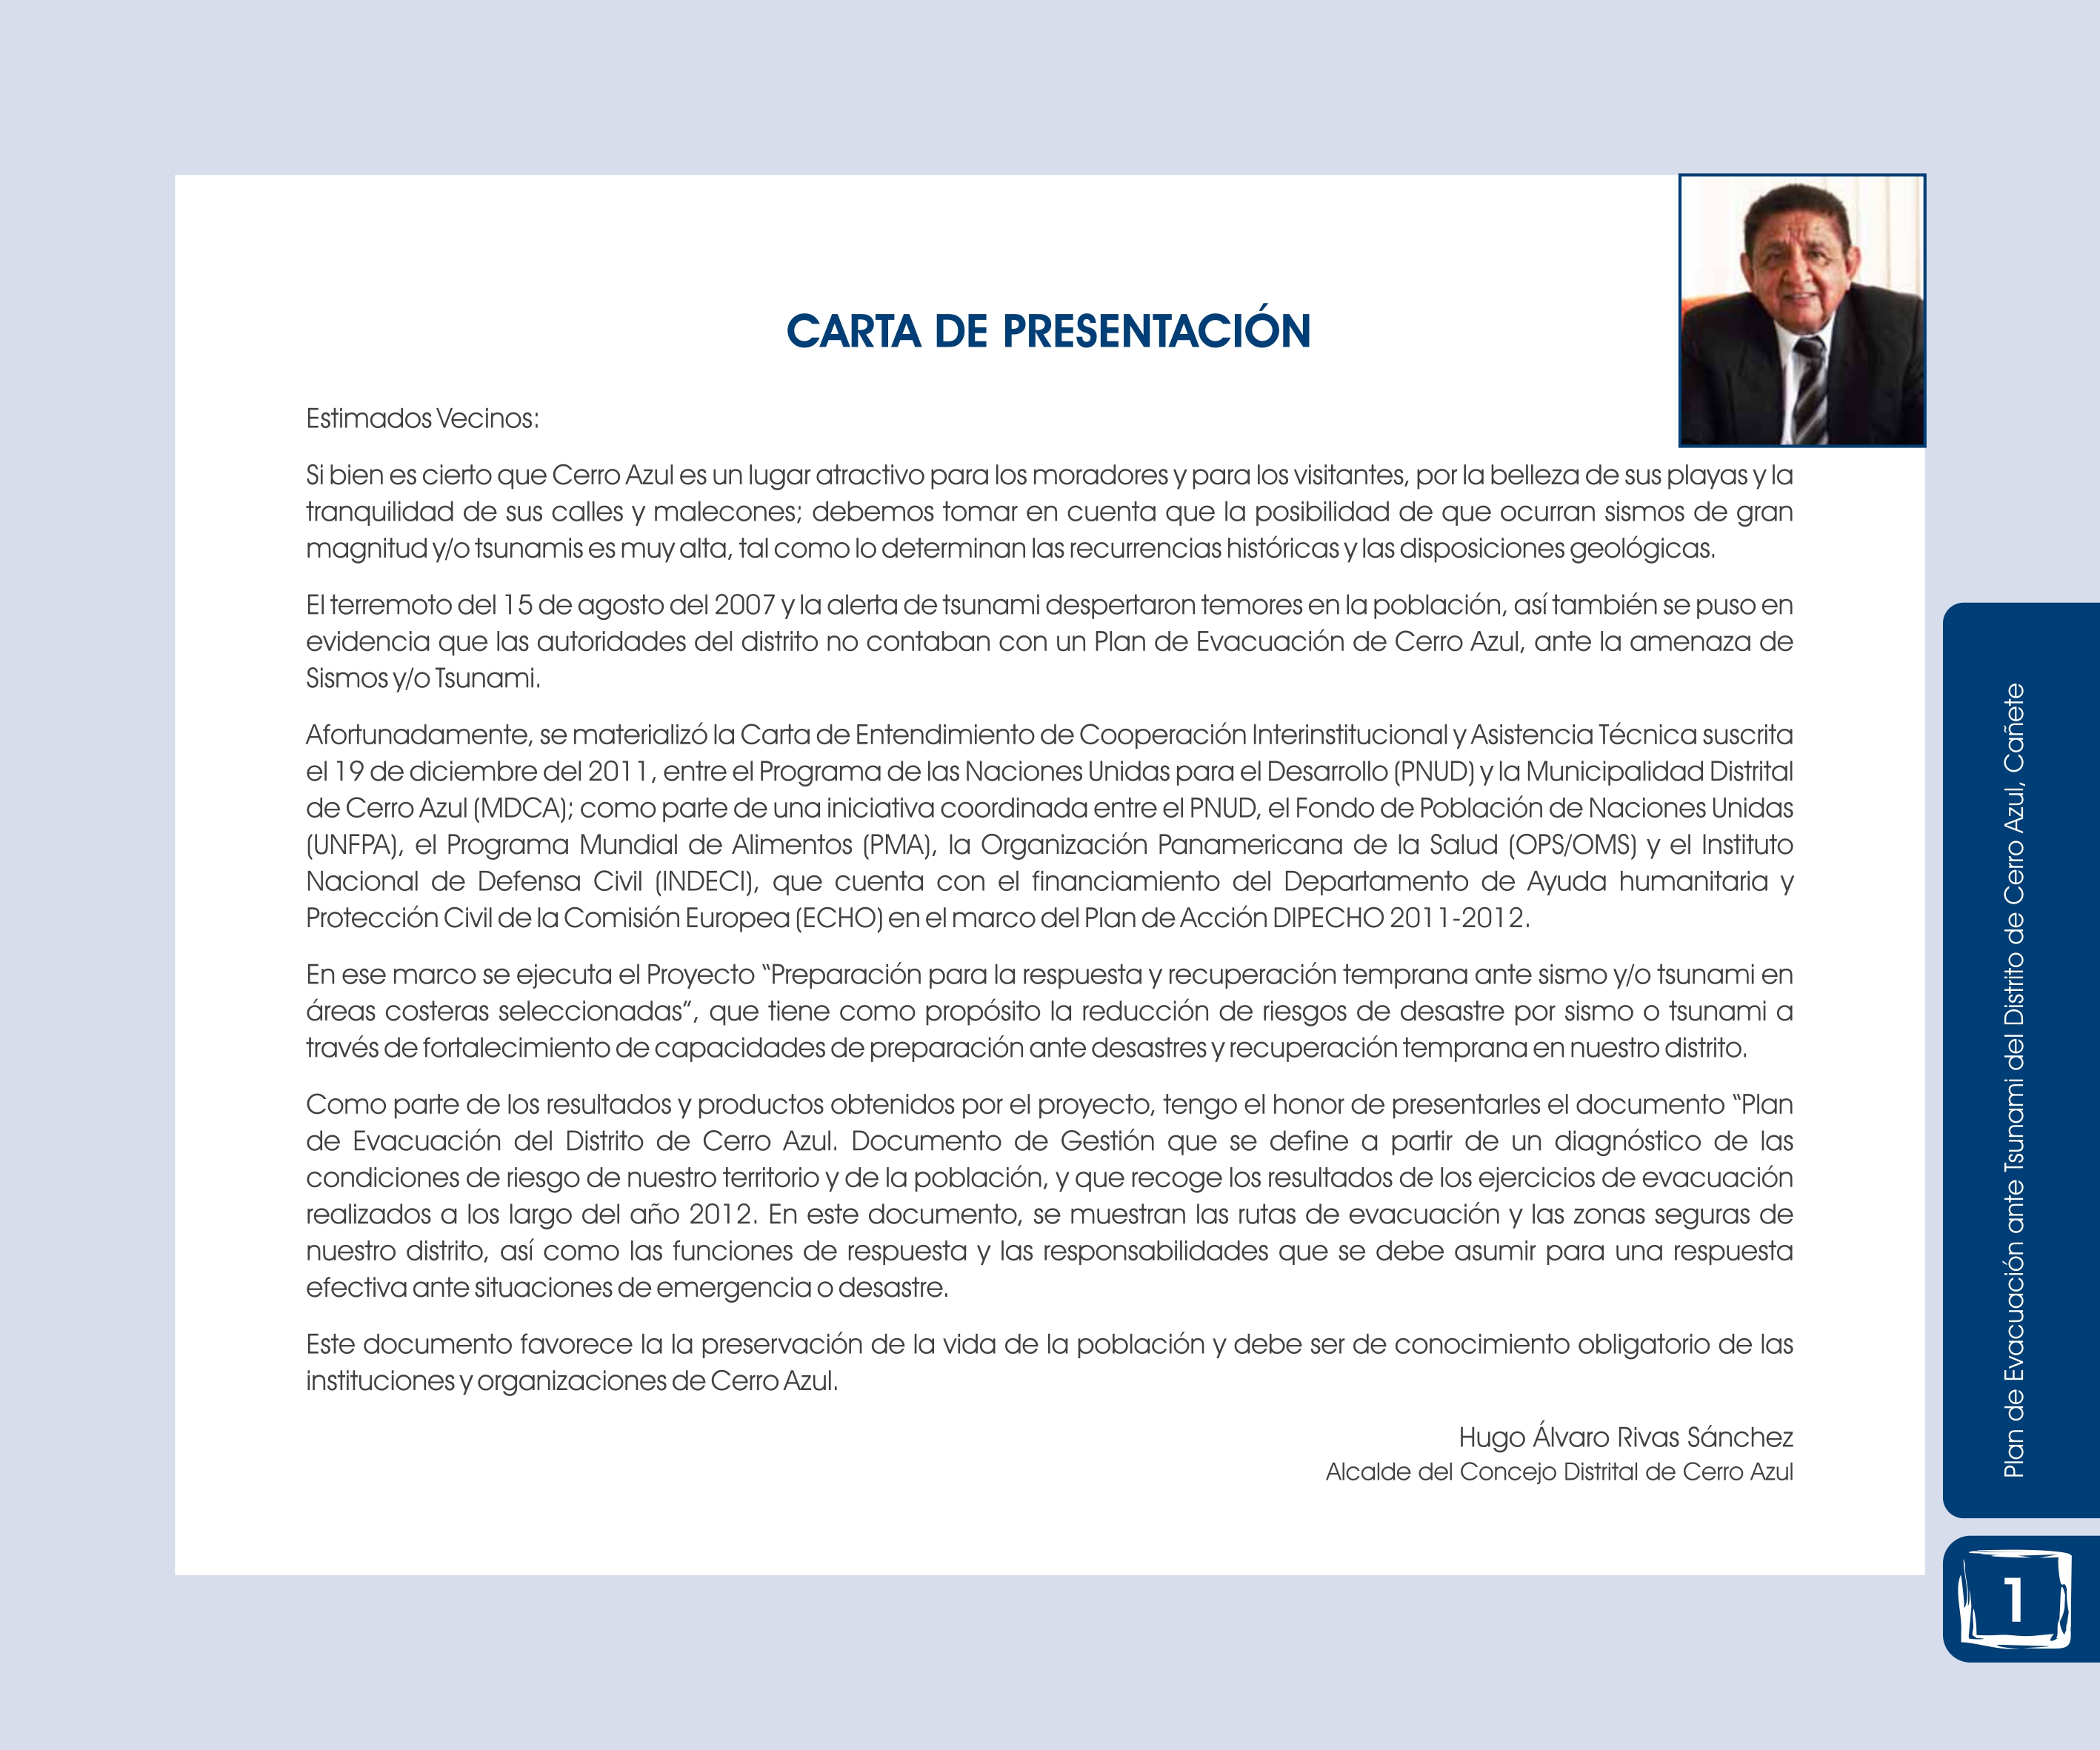 CARTA DE PRESENTACIÓN
Estimados Vecinos:
Si bien es cierto que Cerro Azul es un lugar atractivo para los moradores y para los visitantes, por la belleza de sus playas y la
tranquilidad de sus calles y malecones; debemos tomar en cuenta que la posibilidad de que ocurran sismos de gran
magnitud y/o tsunamis es muy alta, tal como lo determinan las recurrencias históricas y las disposiciones geológicas.
El terremoto del 15 de agosto del 2007 y la alerta de tsunami despertaron temores en la población, así también se puso en
evidencia que las autoridades del distrito no contaban con un Plan de Evacuación de Cerro Azul, ante la amenaza de
Sismos y/o Tsunami.
Afortunadamente, se materializó la Carta de Entendimiento de Cooperación Interinstitucional y Asistencia Técnica suscrita
el 19 de diciembre del 2011, entre el Programa de las Naciones Unidas para el Desarrollo (PNUD) y la Municipalidad Distrital
de Cerro Azul (MDCA); como parte de una iniciativa coordinada entre el PNUD, el Fondo de Población de Naciones Unidas
(UNFPA), el Programa Mundial de Alimentos (PMA), la Organización Panamericana de la Salud (OPS/OMS) y el Instituto
Nacional de Defensa Civil (INDECI), que cuenta con el financiamiento del Departamento de Ayuda humanitaria y
Protección Civil de la Comisión Europea (ECHO) en el marco del Plan de Acción DIPECHO 2011-2012.
En ese marco se ejecuta el Proyecto “Preparación para la respuesta y recuperación temprana ante sismo y/o tsunami en
áreas costeras seleccionadas”, que tiene como propósito la reducción de riesgos de desastre por sismo o tsunami a
través de fortalecimiento de capacidades de preparación ante desastres y recuperación temprana en nuestro distrito.
Como parte de los resultados y productos obtenidos por el proyecto, tengo el honor de presentarles el documento “Plan
de Evacuación del Distrito de Cerro Azul. Documento de Gestión que se define a partir de un diagnóstico de las
condiciones de riesgo de nuestro territorio y de la población, y que recoge los resultados de los ejercicios de evacuación
realizados a los largo del año 2012. En este documento, se muestran las rutas de evacuación y las zonas seguras de
nuestro distrito, así como las funciones de respuesta y las responsabilidades que se debe asumir para una respuesta
efectiva ante situaciones de emergencia o desastre.
Este documento favorece la la preservación de la vida de la población y debe ser de conocimiento obligatorio de las
instituciones y organizaciones de Cerro Azul.
Hugo Álvaro Rivas Sánchez
Alcalde del Concejo Distrital de Cerro Azul
Plan de Evacuación ante Tsunami del Distrito de Cerro Azul, Cañete
1